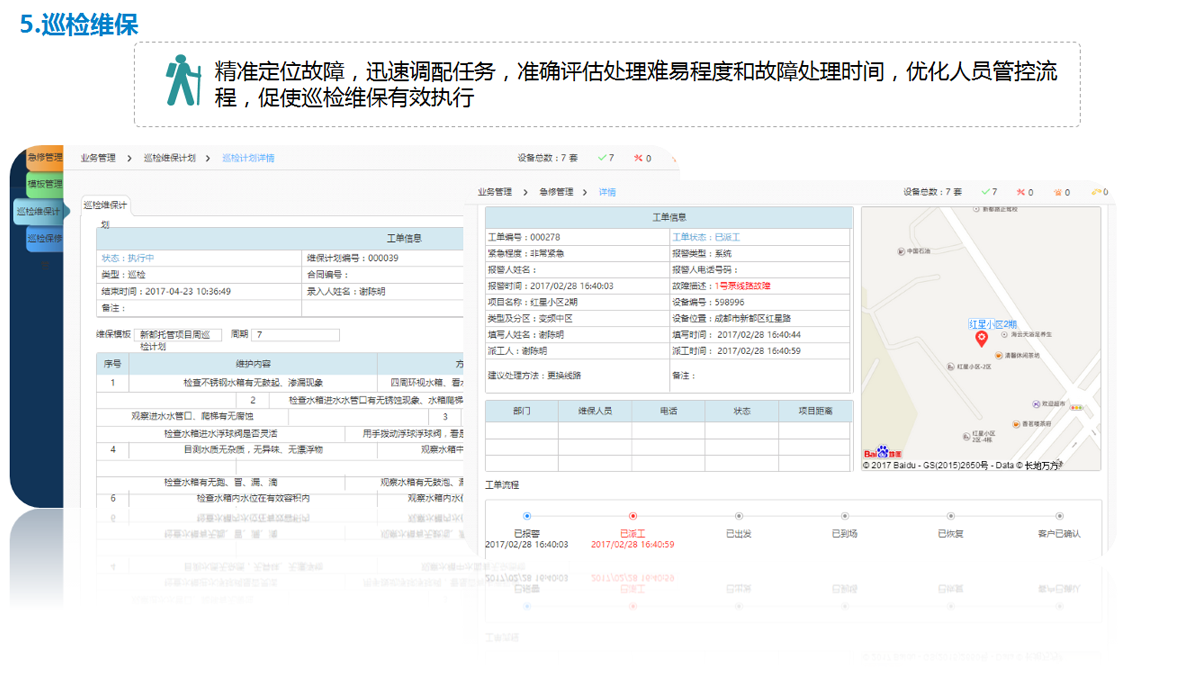 5.巡检维保
精准定位故障，迅速调配任务，准确评估处理难易程度和故障处理时间，优化人员管控流
程，促使巡检维保有效执行
急修管理
模板管理
巡检维保计
巡检保修
业务管理 > 巡检维保计划 > 巡检计划详情
设备总数：7 套 7 0
巡检维保计
划
工单信息
状态：执行中
维保计划编号：000039
类型：巡检
合同编号：
结束时间：2017-04-23 10:36:49
录入人姓名：谢陈明
备注：
维保模板 新都托管项目周巡 周期 7
检计划
序号 维护内容 方
1 检查不锈钢水箱有无鼓起、渗漏现象 四周环视水箱、看水
2 检查水箱进水水管口有无锈蚀现象、水箱爬梯
观察进水水管口、爬梯有无腐蚀 3
检查水箱进水浮球阀是否灵活 用手拨动浮球浮球阀，看是
4 目测水质无杂质，无异味、无漂浮物 观察水箱中
检查水箱有无跑、冒、漏、滴 观察水箱有无鼓泡、
6 检查水箱内水位在有效容积内 观察水箱内水位
业务管理 > 急修管理 > 详情
设备总数：7 套 7 0 0 0
工单信息
工单编号：000278 工单状态：已派工
紧急程度：非常紧急 报警类型：系统
报警人姓名： 报警人电话号码：
报警时间：2017/02/28 16:40:03 故障描述：1号泵线路故障
项目名称：红星小区2期 设备编号：598996
类型及分区：变频中区 设备位置：成都市新都区红星路
填写人姓名：谢陈明 填写时间： 2017/02/28 16:40:44
派工人：谢陈明 派工时间： 2017/02/28 16:40:59
建议处理方法：更换线路 备注：
部门 维保人员 电话 状态 项目距离
中国石油
红星小区2期
清馨休闲茶坊
红星小区-2区
欢迎超市
香名楼茶府
红星小区
2区-4栋
Bai 百度
© 2017 Baidu - GS(2015)2650号 - Data © 长地万方
工单流程
已报警 已派工 已出发 已到场 已恢复 客户已确认
2017/02/28 16:40:03 2017/02/28 16:40:59